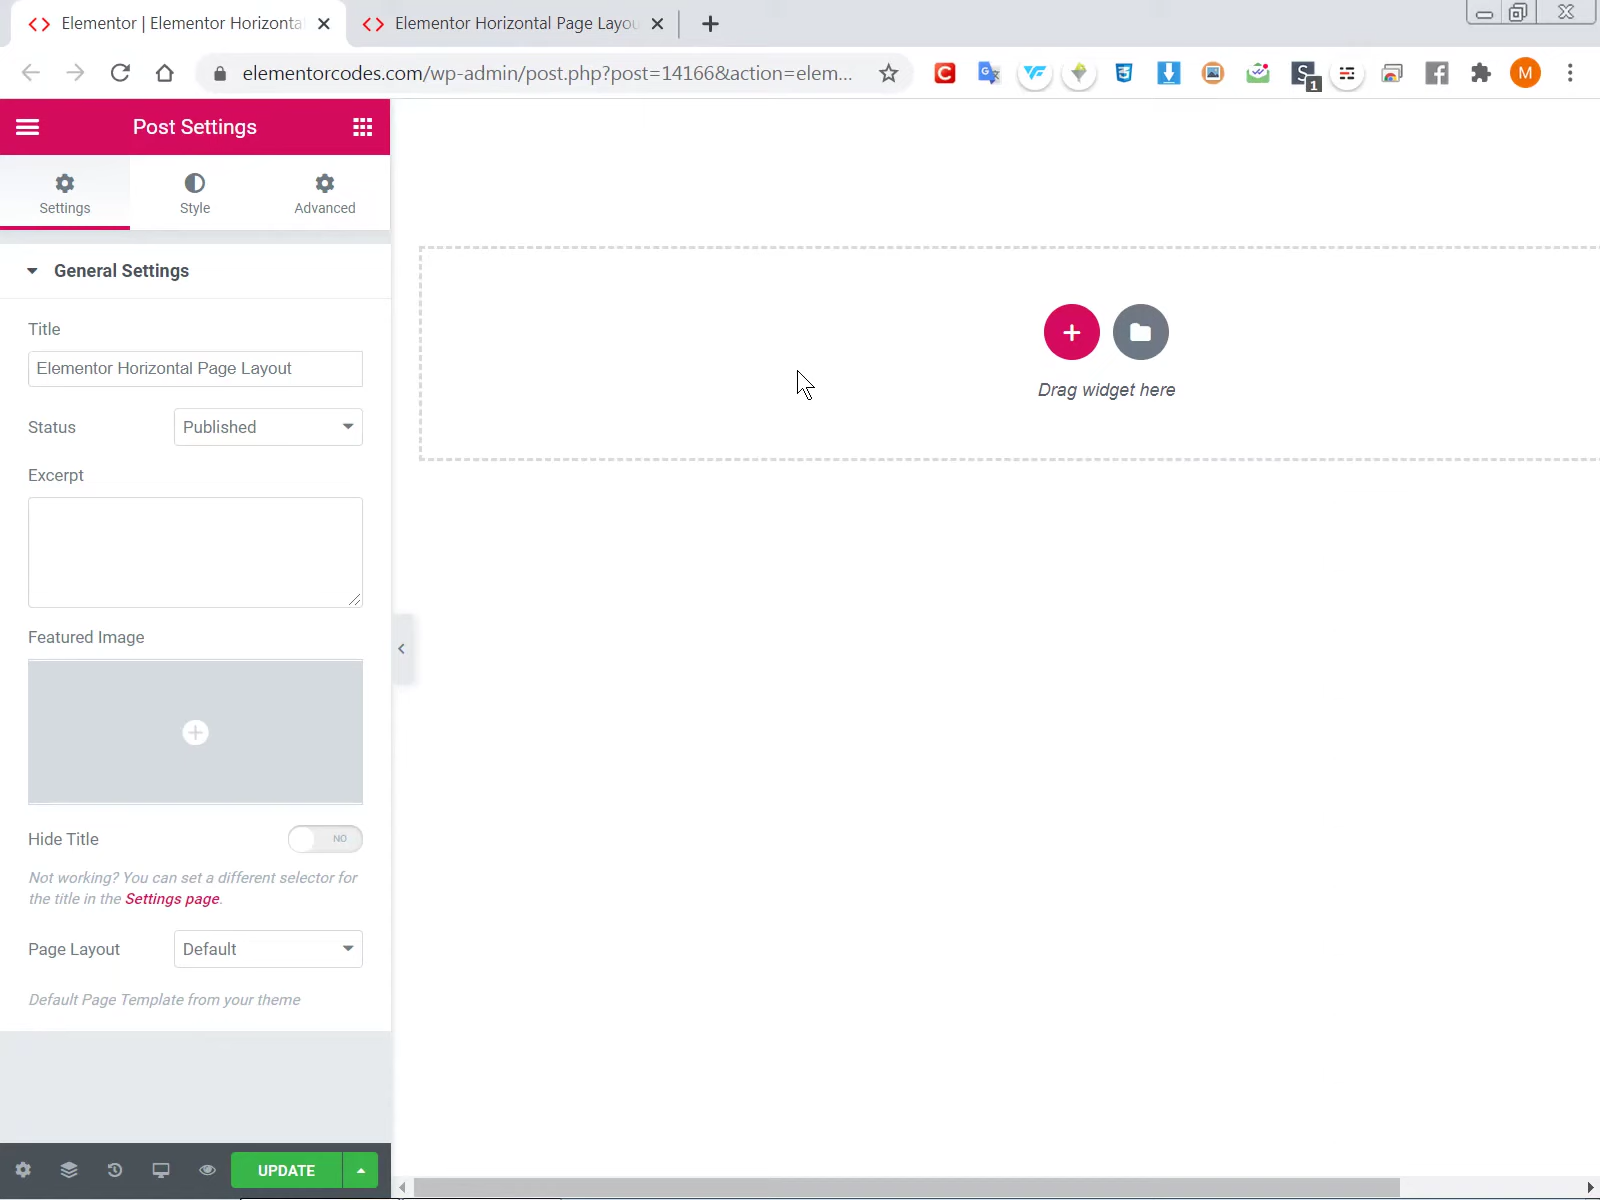 Elementor | Elementor Horizonta
Elementor Horizontal Page Layou
elementorcodes.com/wp-admin/post.php?post=14166&action=elem...
1
M
Post Settings
Settings
Style
Advanced
General Settings
Title
Elementor Horizontal Page Layout
Status
Published
Excerpt
Featured Image
Hide Title
NO
Not working? You can set a different selector for
the title in the Settings page.
Page Layout
Default
Default Page Template from your theme
UPDATE
Drag widget here